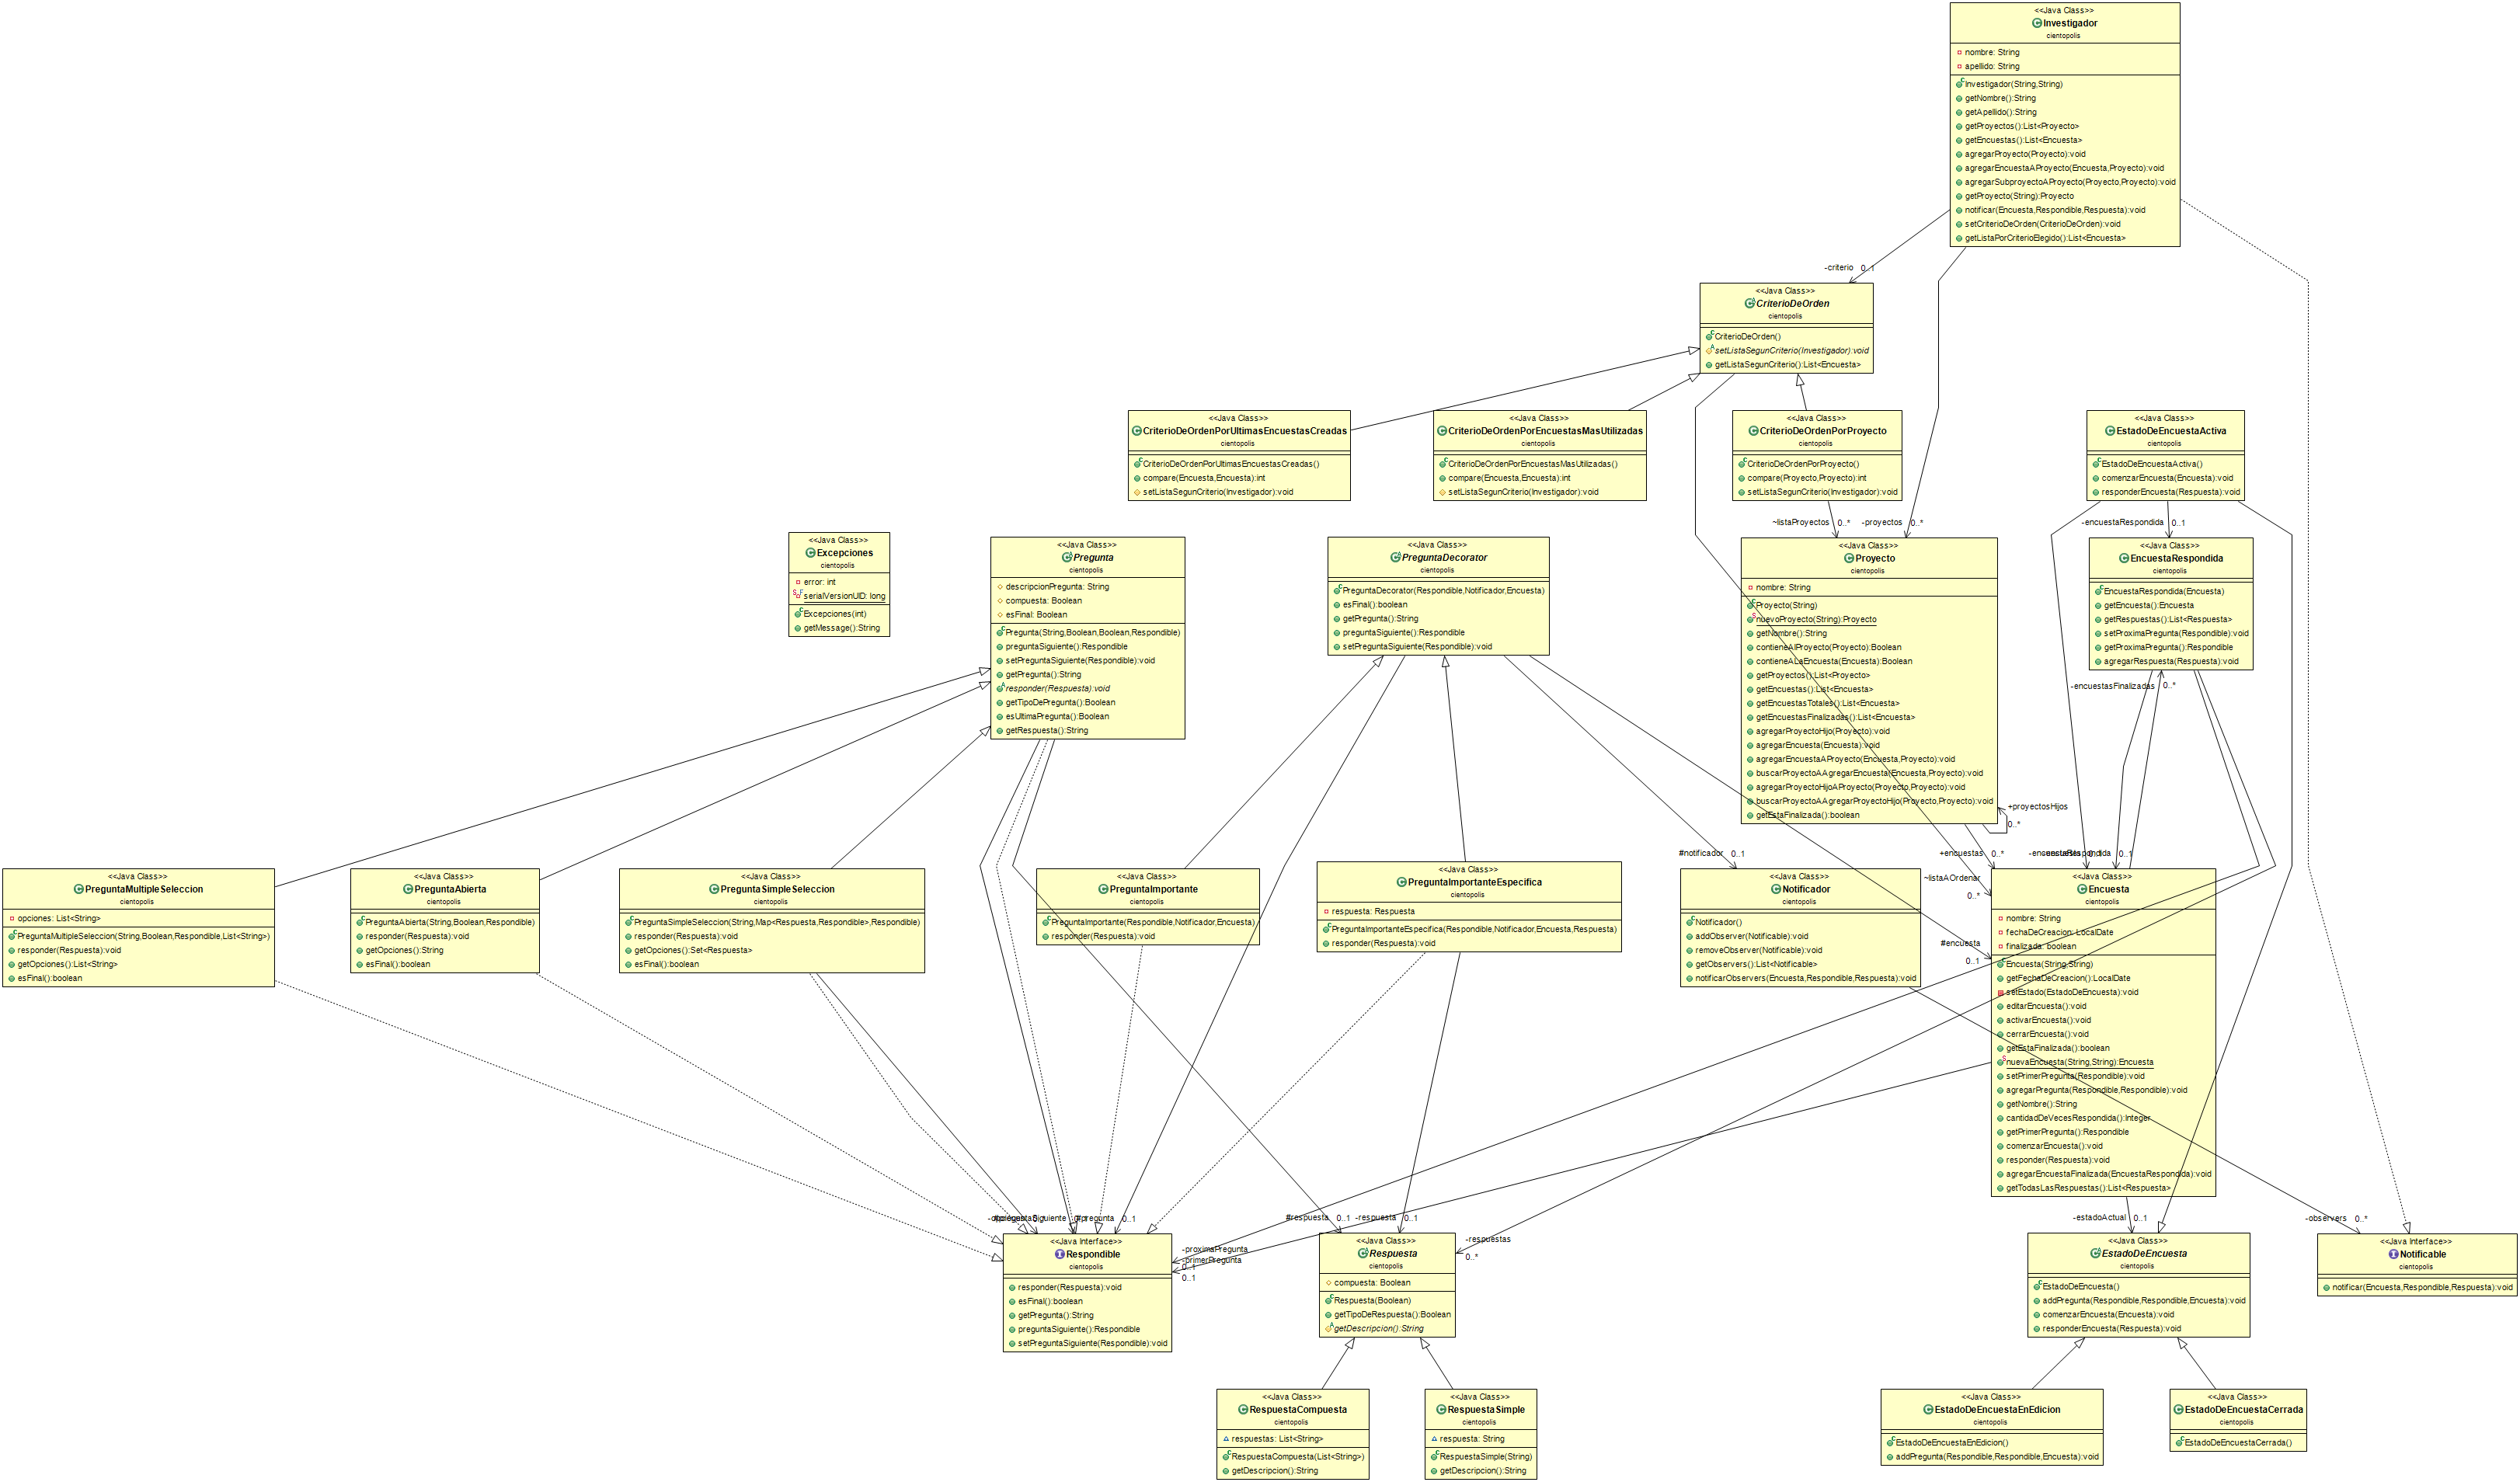 <<Java Class>>
Investigador
cientopolis
nombre: String
apellido: String
Investigador(String,String)
getNombre():String
getApellido():String
getProyectos():List<Proyecto>
getEncuestas():List<Encuesta>
agregarProyecto(Proyecto):void
agregarEncuestaAProyecto(Encuesta,Proyecto):void
agregarSubproyectoAProyecto(Proyecto,Proyecto):void
getProyecto(String):Proyecto
notificar(Encuesta,Respondible,Respuesta):void
setCriterioDeOrden(CriterioDeOrden):void
getListaPorCriterioElegido():List<Encuesta>
-criterio 0..1
<<Java Class>>
CriterioDeOrden
cientopolis
CriterioDeOrden()
setListaSegunCriterio(Investigador):void
getListaSegunCriterio():List<Encuesta>
<<Java Class>>
CriterioDeOrdenPorUltimasEncuestasCreadas
cientopolis
CriterioDeOrdenPorUltimasEncuestasCreadas()
compare(Encuesta,Encuesta):int
setListaSegunCriterio(Investigador):void
<<Java Class>>
CriterioDeOrdenPorEncuestasMasUtilizadas
cientopolis
CriterioDeOrdenPorEncuestasMasUtilizadas()
compare(Encuesta,Encuesta):int
setListaSegunCriterio(Investigador):void
<<Java Class>>
CriterioDeOrdenPorProyecto
cientopolis
CriterioDeOrdenPorProyecto()
compare(Proyecto,Proyecto):int
setListaSegunCriterio(Investigador):void
<<Java Class>>
EstadoDeEncuestaActiva
cientopolis
EstadoDeEncuestaActiva()
comenzarEncuesta(Encuesta):void
responderEncuesta(Respuesta):void
~listaProyectos 0..*
-proyectos 0..*
-encuestaRespondida 0..1
<<Java Class>>
Excepciones
cientopolis
error: int
serialVersionUID: long
Excepciones(int)
getMessage():String
<<Java Class>>
Pregunta
cientopolis
descripcionPregunta: String
compuesta: Boolean
esFinal: Boolean
Pregunta(String,Boolean,Boolean,Respondible)
preguntaSiguiente():Respondible
setPreguntaSiguiente(Respondible):void
getPregunta():String
responder(Respuesta):void
getTipoDePregunta():Boolean
esUltimaPregunta():Boolean
getRespuesta():String
<<Java Class>>
PreguntaDecorator
cientopolis
PreguntaDecorator(Respondible,Notificador,Encuesta)
esFinal():boolean
getPregunta():String
preguntaSiguiente():Respondible
setPreguntaSiguiente(Respondible):void
<<Java Class>>
Proyecto
cientopolis
nombre: String
Proyecto(String)
nuevoProyecto(String):Proyecto
getNombre():String
contieneAlProyecto(Proyecto):Boolean
contieneALaEncuesta(Encuesta):Boolean
getProyectos():List<Proyecto>
getEncuestas():List<Encuesta>
getEncuestasTotales():List<Encuesta>
getEncuestasFinalizadas():List<Encuesta>
agregarProyectoHijo(Proyecto):void
agregarEncuesta(Encuesta):void
agregarEncuestaAProyecto(Encuesta,Proyecto):void
buscarProyectoAAgregarEncuesta(Encuesta,Proyecto):void
agregarProyectoHijoAProyecto(Proyecto,Proyecto):void
buscarProyectoAAgregarProyectoHijo(Proyecto,Proyecto):void
getEstaFinalizada():boolean
+proyectosHijos
0..*
<<Java Class>>
EncuestaRespondida
cientopolis
EncuestaRespondida(Encuesta)
getEncuesta():Encuesta
getRespuestas():List<Respuesta>
setProximaPregunta(Respondible):void
getProximaPregunta():Respondible
agregarRespuesta(Respuesta):void
-encuestasFinalizadas 0..*
<<Java Class>>
PreguntaMultipleSeleccion
cientopolis
opciones: List<String>
PreguntaMultipleSeleccion(String,Boolean,Respondible,List<String>)
responder(Respuesta):void
getOpciones():List<String>
esFinal():boolean
<<Java Class>>
PreguntaAbierta
cientopolis
PreguntaAbierta(String,Boolean,Respondible)
responder(Respuesta):void
getOpciones():String
esFinal():boolean
<<Java Class>>
PreguntaSimpleSeleccion
cientopolis
PreguntaSimpleSeleccion(String,Map<Respuesta,Respondible>,Respondible)
responder(Respuesta):void
getOpciones():Set<Respuesta>
esFinal():boolean
<<Java Class>>
PreguntaImportante
cientopolis
PreguntaImportante(Respondible,Notificador,Encuesta)
responder(Respuesta):void
<<Java Class>>
PreguntaImportanteEspecifica
cientopolis
respuesta: Respuesta
PreguntaImportanteEspecifica(Respondible,Notificador,Encuesta,Respuesta)
responder(Respuesta):void
#notificador 0..1
<<Java Class>>
Notificador
cientopolis
Notificador()
addObserver(Notificable):void
removeObserver(Notificable):void
getObservers():List<Notificable>
notificarObservers(Encuesta,Respondible,Respuesta):void
+encuestas 0..*
~listaAOrdenar
0..*
#encuesta
0..1
0..1
<<Java Class>>
Encuesta
cientopolis
nombre: String
fechaDeCreacion: LocalDate
finalizada: boolean
Encuesta(String,String)
getFechaDeCreacion():LocalDate
setEstado(EstadoDeEncuesta):void
editarEncuesta():void
activarEncuesta():void
cerrarEncuesta():void
getEstaFinalizada():boolean
nuevaEncuesta(String,String):Encuesta
setPrimerPregunta(Respondible):void
agregarPregunta(Respondible,Respondible):void
getNombre():String
cantidadDeVecesRespondida():Integer
getPrimerPregunta():Respondible
comenzarEncuesta():void
responder(Respuesta):void
agregarEncuestaFinalizada(EncuestaRespondida):void
getTodasLasRespuestas():List<Respuesta>
0..1
#respuesta 0..1
-respuesta 0..1
-respuestas
0..*
-proximaPregunta
0..1
-primerPregunta
0..1
-estadoActual 0..1
-observers 0..*
<<Java Interface>>
Respondible
cientopolis
responder(Respuesta):void
esFinal():boolean
getPregunta():String
preguntaSiguiente():Respondible
setPreguntaSiguiente(Respondible):void
<<Java Class>>
Respuesta
cientopolis
compuesta: Boolean
Respuesta(Boolean)
getTipoDeRespuesta():Boolean
getDescripcion():String
<<Java Class>>
EstadoDeEncuesta
cientopolis
EstadoDeEncuesta()
addPregunta(Respondible,Respondible,Encuesta):void
comenzarEncuesta(Encuesta):void
responderEncuesta(Respuesta):void
<<Java Interface>>
Notificable
cientopolis
notificar(Encuesta,Respondible,Respuesta):void
<<Java Class>>
RespuestaCompuesta
cientopolis
respuestas: List<String>
RespuestaCompuesta(List<String>)
getDescripcion():String
<<Java Class>>
RespuestaSimple
cientopolis
respuesta: String
RespuestaSimple(String)
getDescripcion():String
<<Java Class>>
EstadoDeEncuestaEnEdicion
cientopolis
EstadoDeEncuestaEnEdicion()
addPregunta(Respondible,Respondible,Encuesta):void
<<Java Class>>
EstadoDeEncuestaCerrada
cientopolis
EstadoDeEncuestaCerrada()